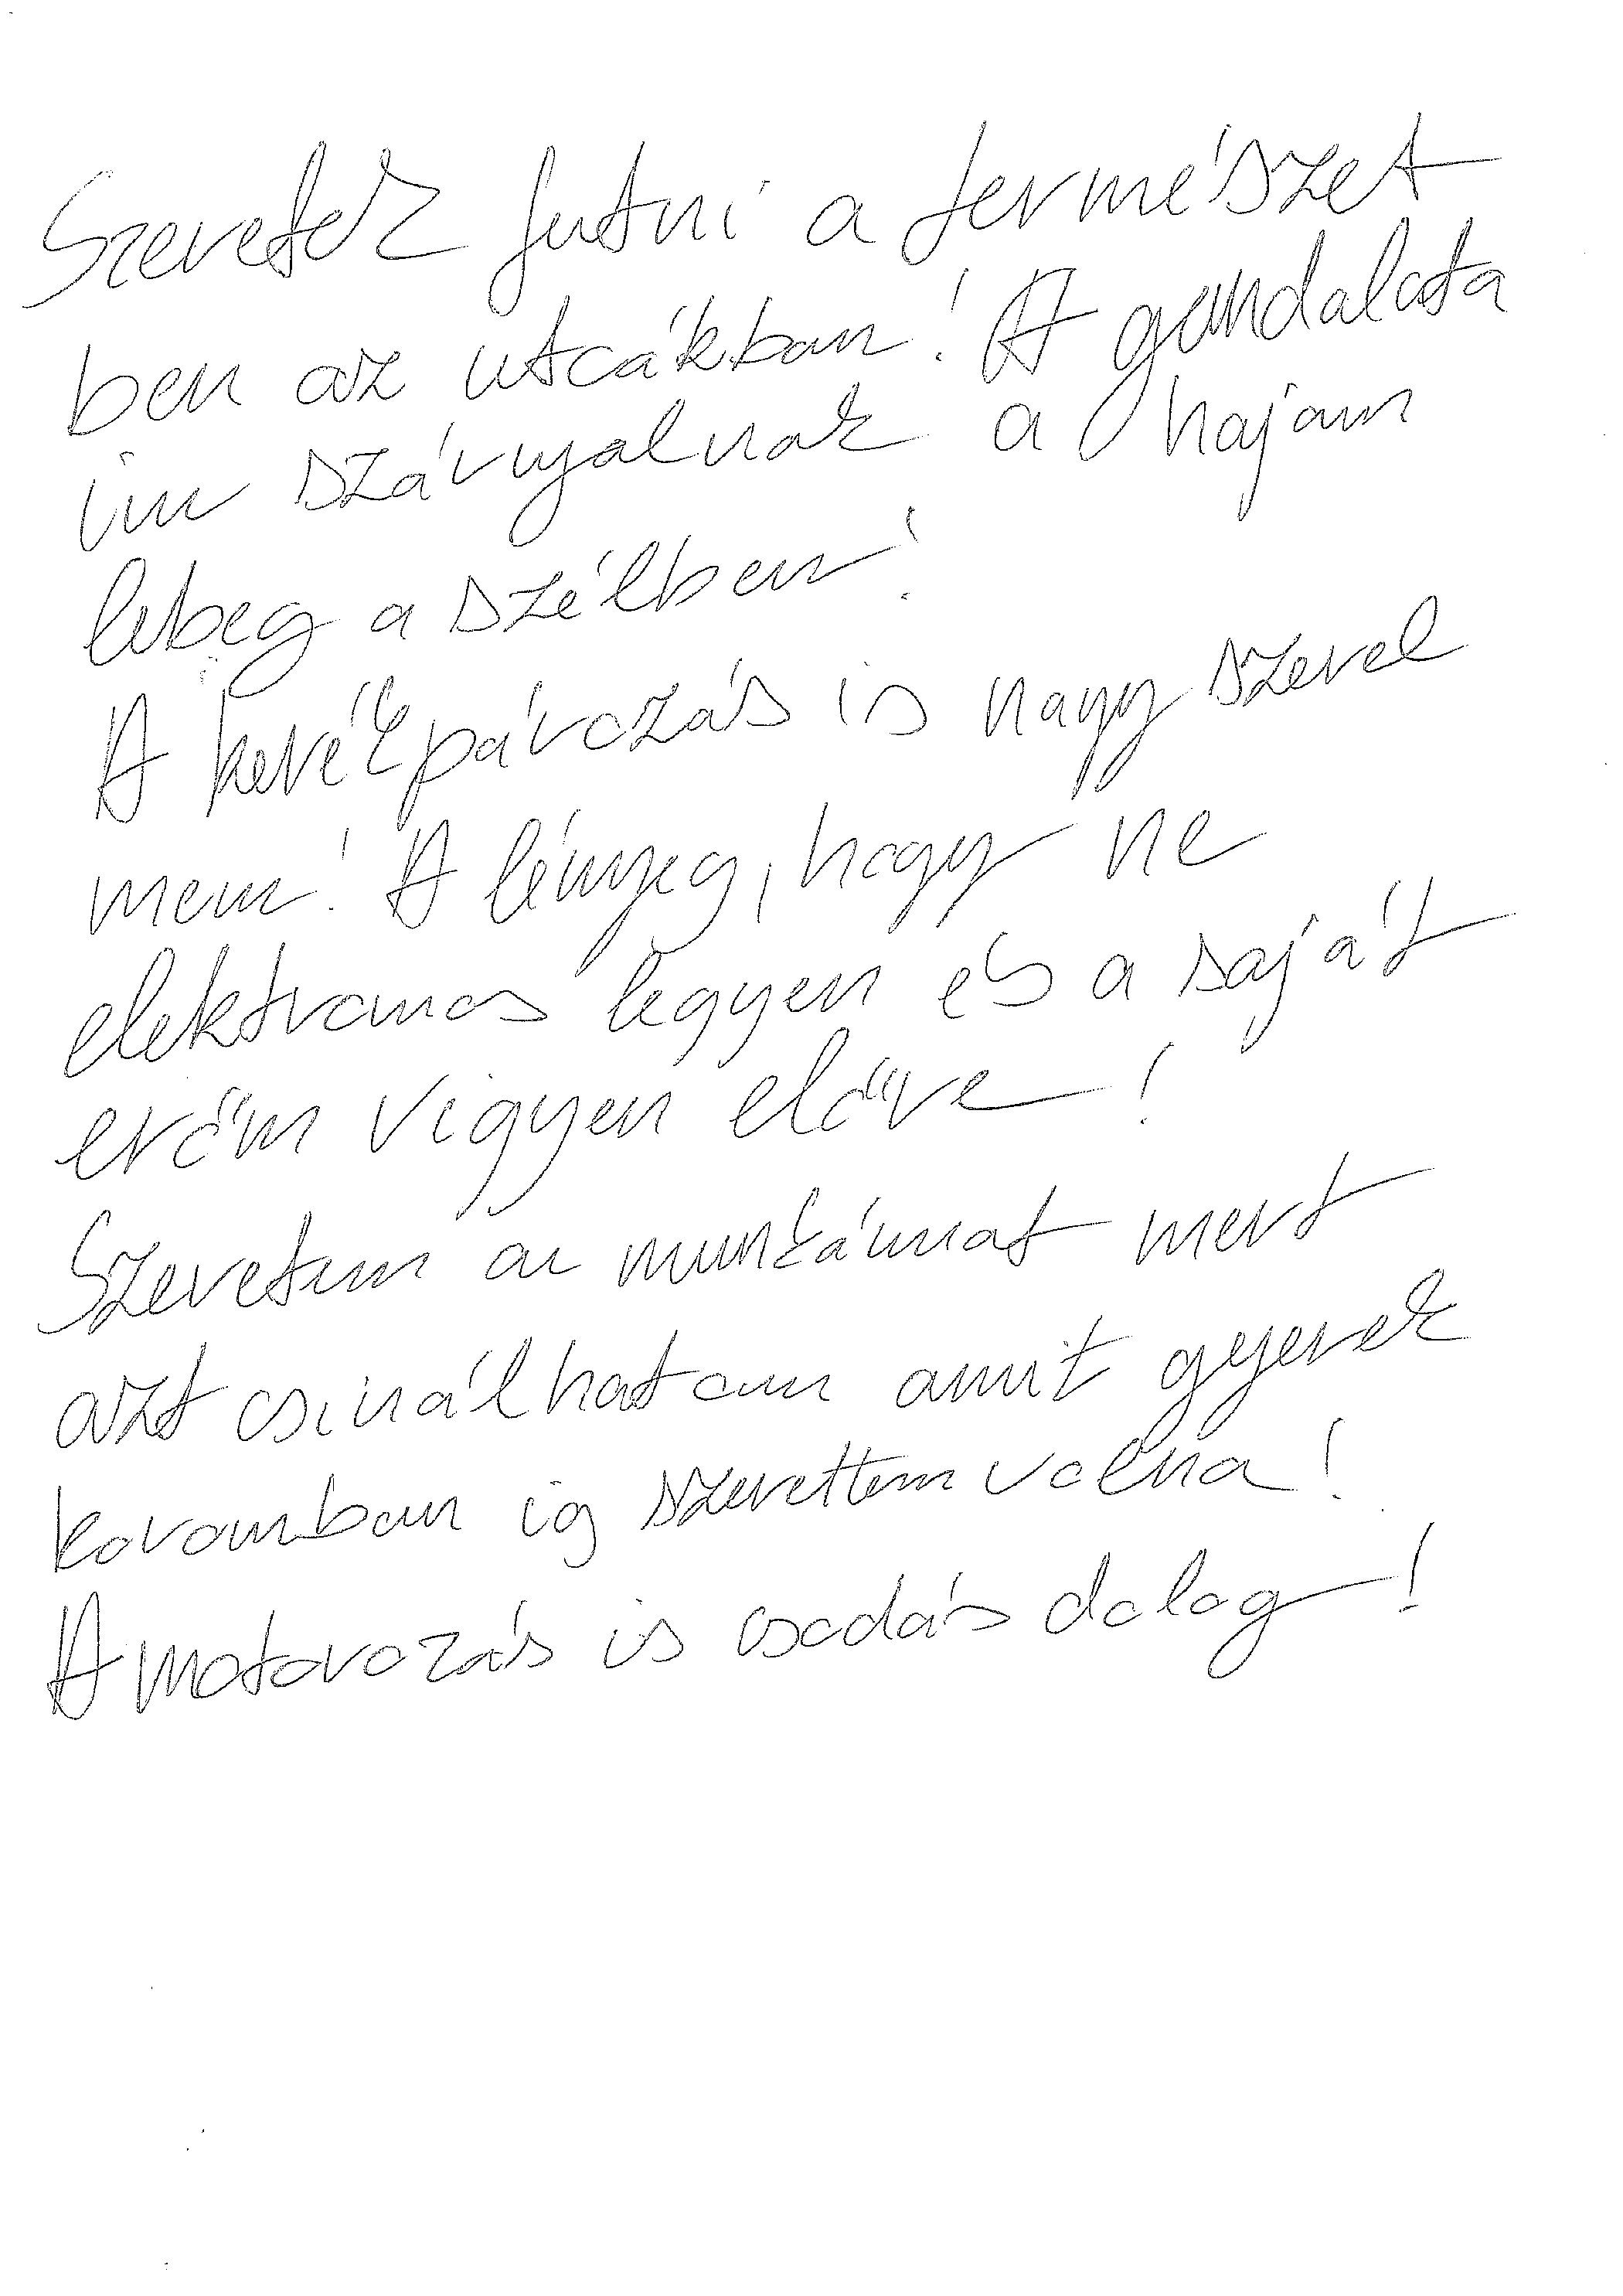 Szeretek futni a természet
ben az utcákban! A gondolata
im szárnyalnak a hajam
lebeg a szélben!
A kerékpározás is nagy szerel
mem! A lényeg, hogy ne
elektromos legyen és a saját
erőm vigyen előre!
Szeretem a munkámat mert
azt csinálhatom amit gyerek
koromban is szerettem volna!
A motorozás is csodás dolog!